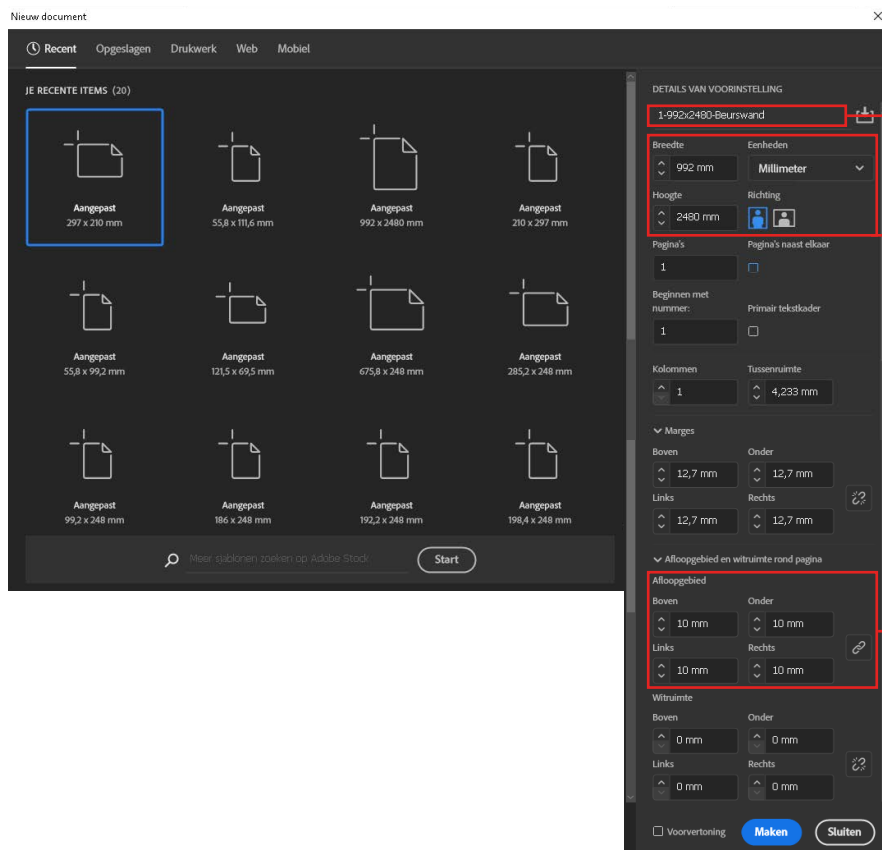 Nieuw document
Recent Opgeslagen Drukwerk Web Mobiel
JE RECENTE ITEMS (20)
Aangepast
297 x 210 mm
Aangepast
55,8 x 111,6 mm
Aangepast
992 x 2480 mm
Aangepast
210 x 297 mm
Aangepast
55,8 x 99,2 mm
Aangepast
121,5 x 69,5 mm
Aangepast
675,8 x 248 mm
Aangepast
285,2 x 248 mm
Aangepast
99,2 x 248 mm
Aangepast
186 x 248 mm
Aangepast
192,2 x 248 mm
Aangepast
198,4 x 248 mm
Meer sjablonen zoeken op Adobe Stock
Start
DETAILS VAN VOORINSTELLING
1-992x2480-Beurswand
Breedte Eenheden
992 mm Millimeter
Hoogte Richting
2480 mm
Pagina's Pagina's naast elkaar
1
Beginnen met
nummer: Primair tekstkader
1
Kolommen Tussenruimte
1 4,233 mm
Marges
Boven Onder
12,7 mm 12,7 mm
Links Rechts
12,7 mm 12,7 mm
Afloopgebied en witruimte rond pagina
Afloopgebied
Boven Onder
10 mm 10 mm
Links Rechts
10 mm 10 mm
Witruimte
Boven Onder
0 mm 0 mm
Links Rechts
0 mm 0 mm
Voorvertoning Maken Sluiten